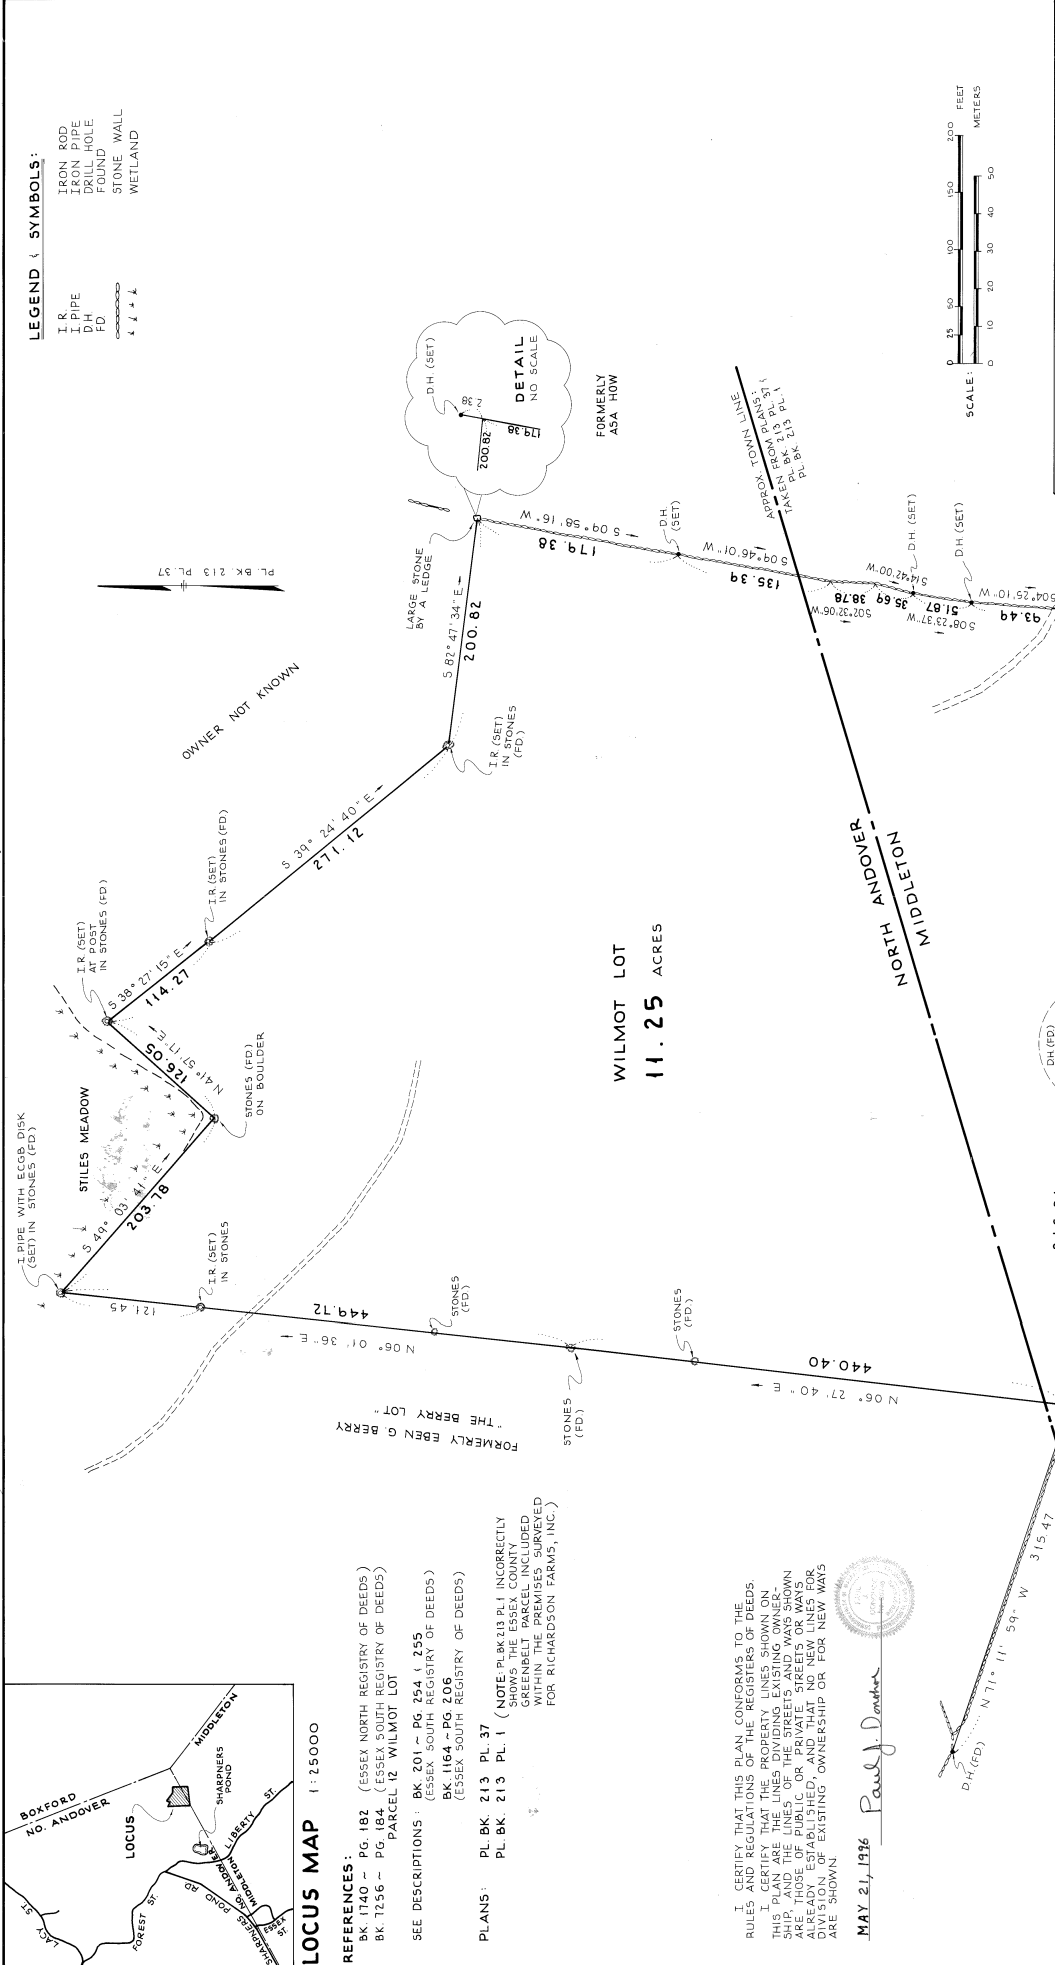 LEGEND & SYMBOLS:
I.R. IRON ROD
I.PIPE IRON PIPE
D.H. DRILL HOLE
FD. FOUND
STONE WALL
WETLAND
PL. BK. 213 PL. 37
OWNER NOT KNOWN
I.PIPE WITH ECGB DISK
(SET) IN STONES (FD.)
STILES MEADOW
S 49° 03' 41" E
203.78
STONES (FD.)
ON BOULDER
N 41° 57' 17" E
126.05
I.R. (SET)
AT POST
IN STONES (FD.)
S 38° 27' 15" E
114.27
I.R. (SET)
IN STONES (FD.)
S 39° 24' 40" E
271.12
I.R. (SET)
IN STONES
(FD.)
S 82° 47' 34" E
200.82
LARGE STONE
BY A LEDGE
D.H. (SET)
2.38
200.82
179.38
DETAIL
NO SCALE
FORMERLY
ASA HOW
S 09° 58' 16" W
179.38
D.H.
(SET)
S 09° 46' 01" W
135.39
APPROX. TOWN LINE
TAKEN FROM PLANS:
PL. BK. 213 PL. 37 &
PL. BK. 213 PL. 1
S02°32'06"W
38.78
S14°42'00"W
35.69
D.H. (SET)
S08°23'37"W
51.87
D.H. (SET)
S04°25'10"W
93.49
SCALE:
0 25 50 100 150 200 FEET
0 10 20 30 40 50 METERS
121.45
I.R. (SET)
IN STONES
449.72
N 06° 01' 36" E
STONES
(FD.)
STONES
(FD.)
STONES
(FD.)
440.40
N 06° 27' 40" E
FORMERLY EBEN G. BERRY
"THE BERRY LOT"
WILMOT LOT
11.25 ACRES
NORTH ANDOVER
MIDDLETON
DH.(FD.)
N 71° 11' 59" W 315.47
D.H.(FD.)
BOXFORD
NO. ANDOVER
MIDDLETON
LOCUS
SHARPNERS
POND
LACY ST.
FOREST ST.
SHARPNERS POND RD
NO. ANDOVER
MIDDLETON
LIBERTY ST.
ESSEX
ST.
LOCUS MAP 1:25000
REFERENCES:
BK. 1740 ~ PG. 182 (ESSEX NORTH REGISTRY OF DEEDS)
BK. 7256 ~ PG. 184 (ESSEX SOUTH REGISTRY OF DEEDS)
PARCEL 12 WILMOT LOT
SEE DESCRIPTIONS: BK. 201 ~ PG. 254 & 255
(ESSEX SOUTH REGISTRY OF DEEDS)
BK. 1164 ~ PG. 206
(ESSEX SOUTH REGISTRY OF DEEDS)
PLANS: PL. BK. 213 PL. 37
PL. BK. 213 PL. 1 (NOTE: PL.BK.213 PL.1 INCORRECTLY
SHOWS THE ESSEX COUNTY
GREENBELT PARCEL INCLUDED
WITHIN THE PREMISES SURVEYED
FOR RICHARDSON FARMS, INC.)
I CERTIFY THAT THIS PLAN CONFORMS TO THE
RULES AND REGULATIONS OF THE REGISTERS OF DEEDS.
I CERTIFY THAT THE PROPERTY LINES SHOWN ON
THIS PLAN ARE THE LINES DIVIDING EXISTING OWNER-
SHIP, AND THE LINES OF THE STREETS AND WAYS SHOWN
ARE THOSE OF PUBLIC OR PRIVATE STREETS OR WAYS
ALREADY ESTABLISHED, AND THAT NO NEW LINES FOR
DIVISION OF EXISTING OWNERSHIP OR FOR NEW WAYS
ARE SHOWN.
MAY 21, 1996 Paul J. Donohoe